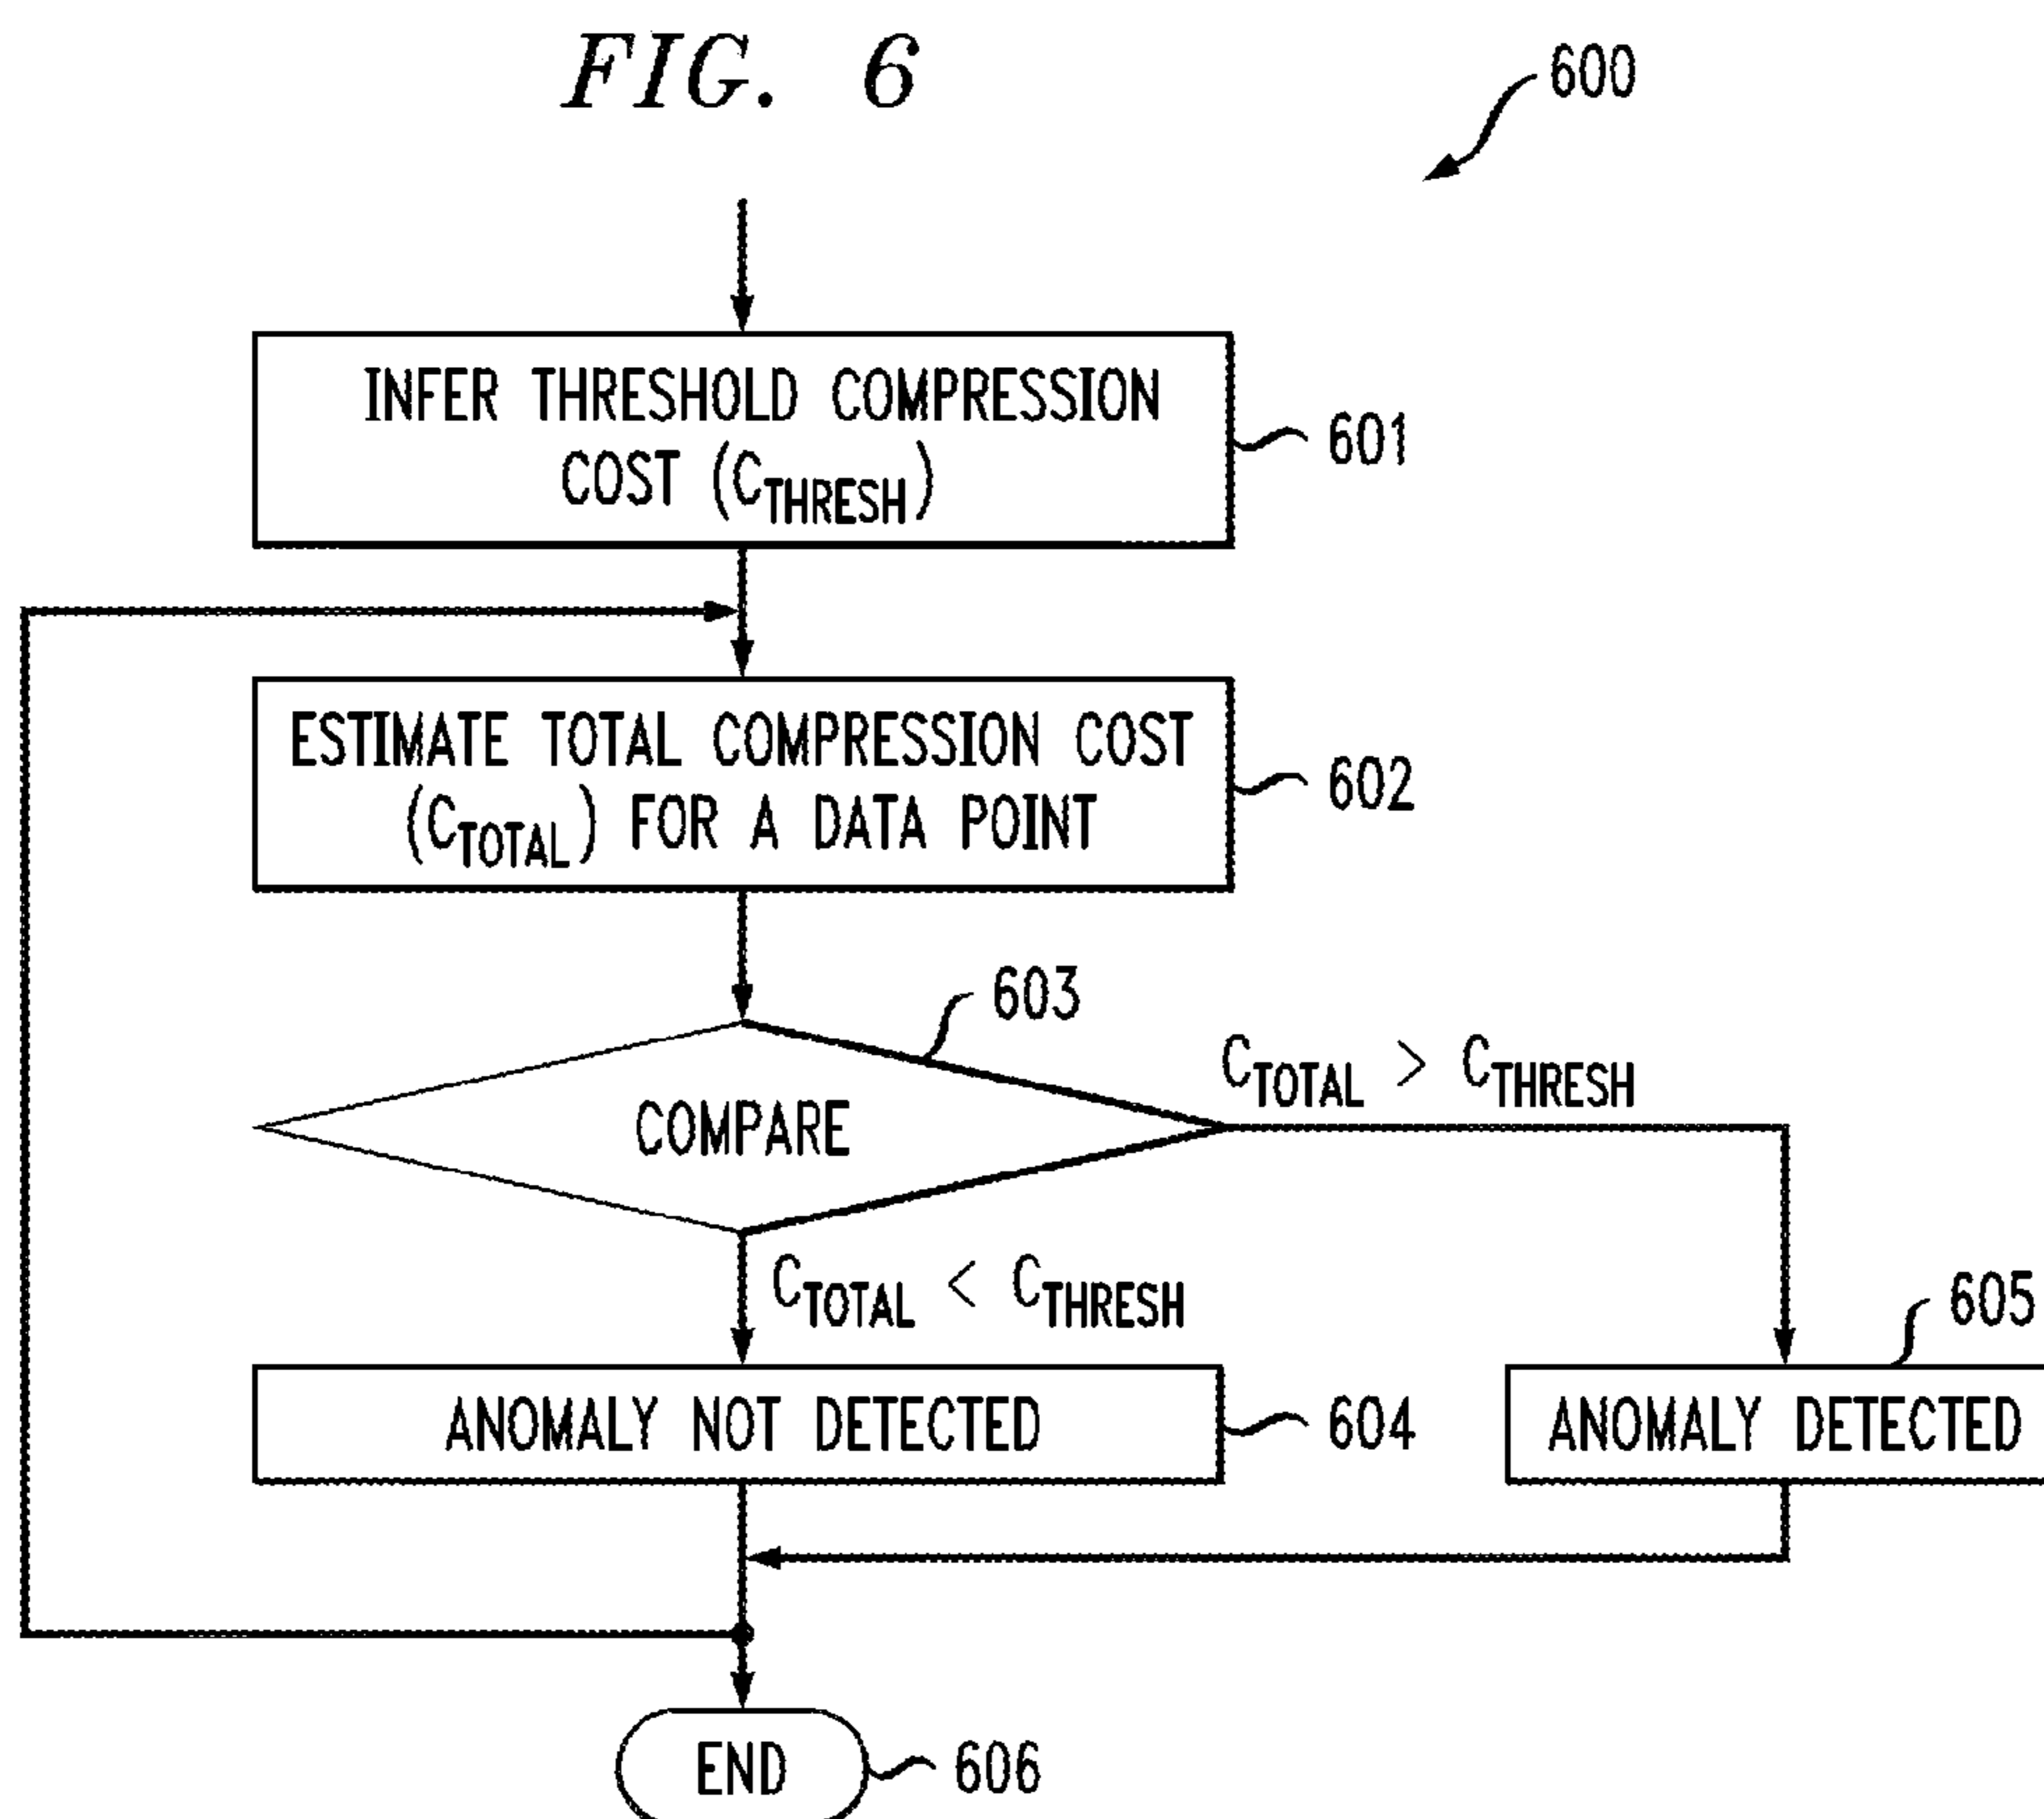 FIG. 6
600
INFER THRESHOLD COMPRESSION
COST (CTHRESH)
601
ESTIMATE TOTAL COMPRESSION COST
(CTOTAL) FOR A DATA POINT
602
603
COMPARE
CTOTAL > CTHRESH
CTOTAL < CTHRESH
605
ANOMALY NOT DETECTED
604
ANOMALY DETECTED
END
606